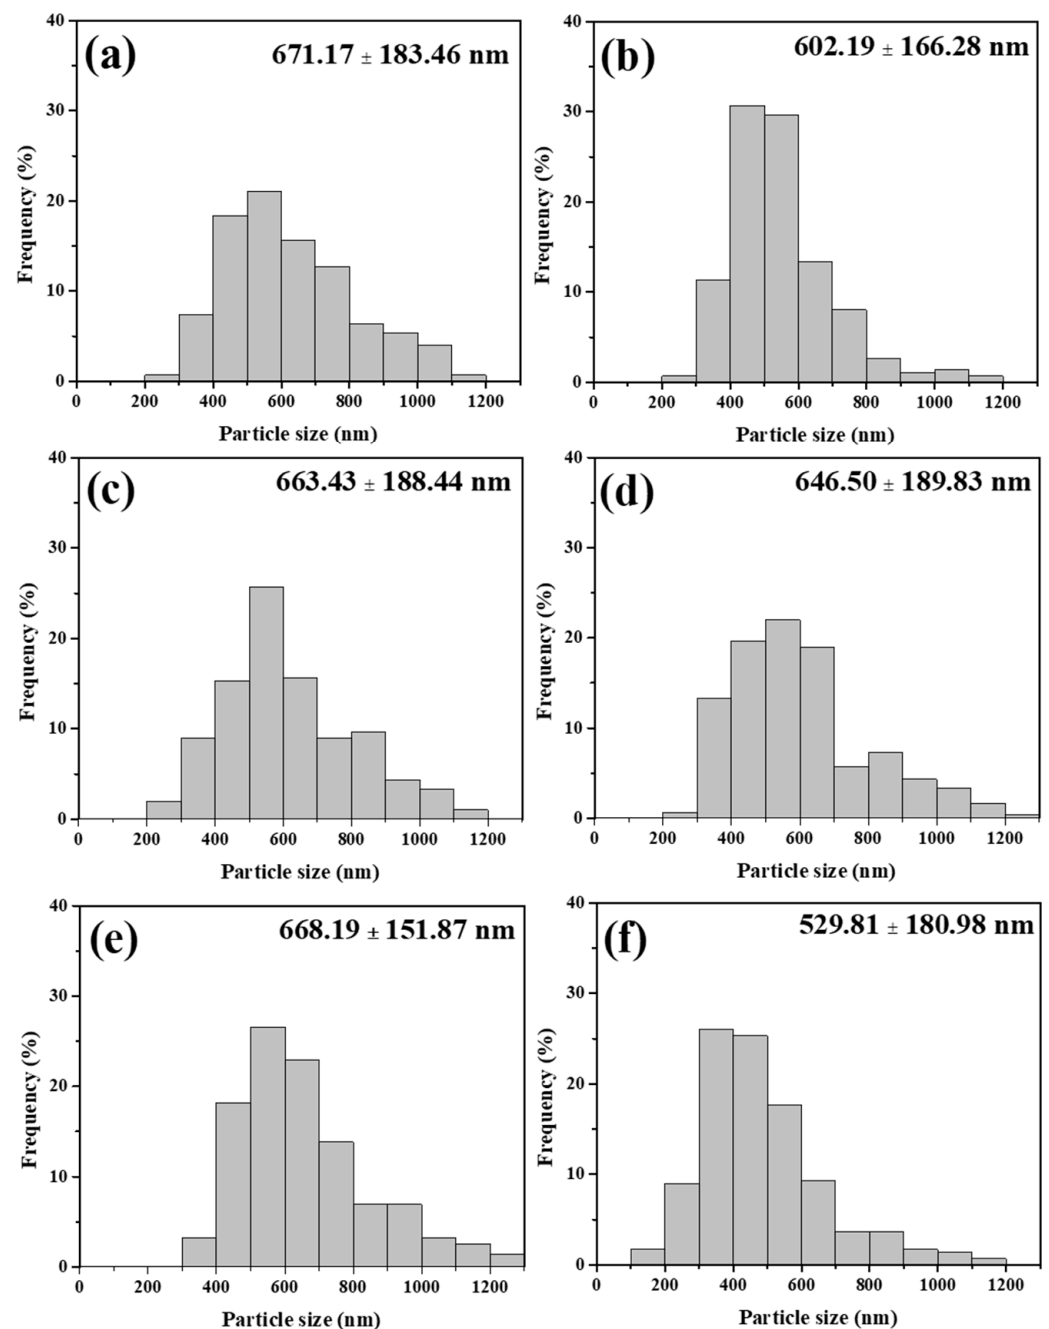 (a) 671.17 ± 183.46 nm
Frequency (%)
40
30
20
10
0
0 200 400 600 800 1000 1200
Particle size (nm)
(b) 602.19 ± 166.28 nm
Frequency (%)
40
30
20
10
0
0 200 400 600 800 1000 1200
Particle size (nm)
(c) 663.43 ± 188.44 nm
Frequency (%)
40
30
20
10
0
0 200 400 600 800 1000 1200
Particle size (nm)
(d) 646.50 ± 189.83 nm
Frequency (%)
40
30
20
10
0
0 200 400 600 800 1000 1200
Particle size (nm)
(e) 668.19 ± 151.87 nm
Frequency (%)
40
30
20
10
0
0 200 400 600 800 1000 1200
Particle size (nm)
(f) 529.81 ± 180.98 nm
Frequency (%)
40
30
20
10
0
0 200 400 600 800 1000 1200
Particle size (nm)